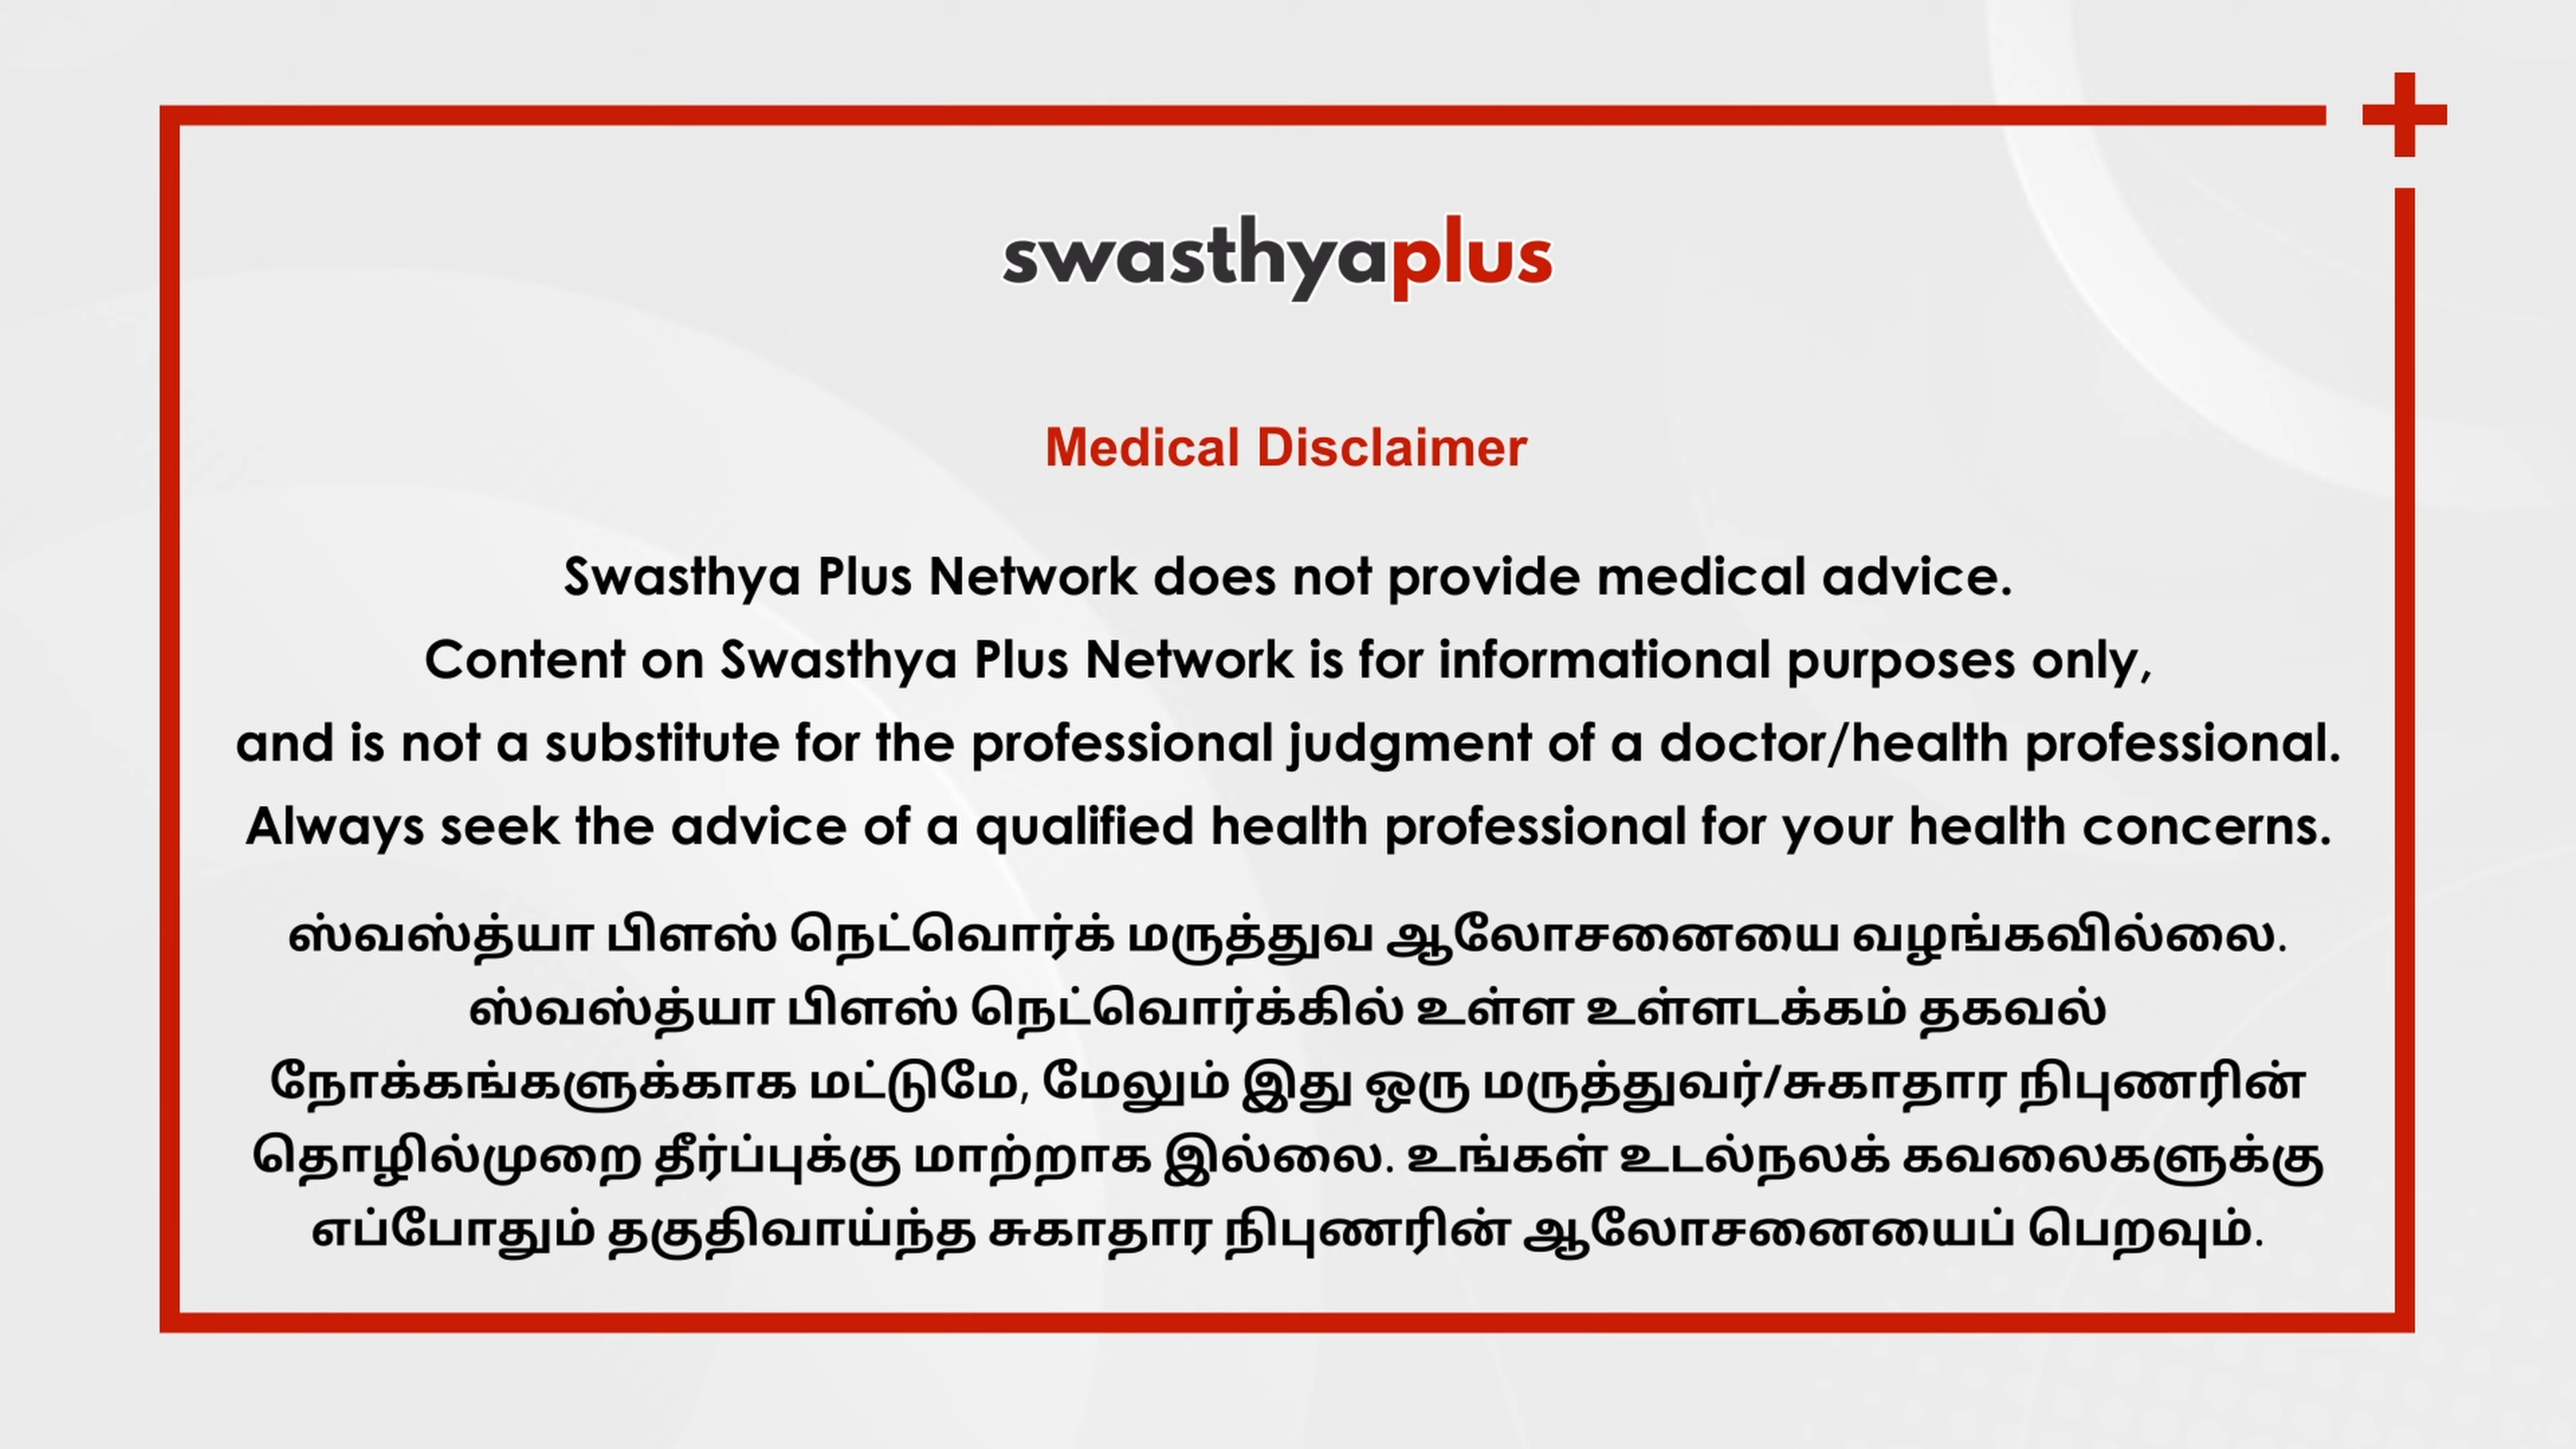 swasthyaplus
Medical Disclaimer
Swasthya Plus Network does not provide medical advice.
Content on Swasthya Plus Network is for informational purposes only,
and is not a substitute for the professional judgment of a doctor/health professional.
Always seek the advice of a qualified health professional for your health concerns.
ஸ்வஸ்த்யா பிளஸ் நெட்வொர்க் மருத்துவ ஆலோசனையை வழங்கவில்லை.
ஸ்வஸ்த்யா பிளஸ் நெட்வொர்க்கில் உள்ள உள்ளடக்கம் தகவல்
நோக்கங்களுக்காக மட்டுமே, மேலும் இது ஒரு மருத்துவர்/சுகாதார நிபுணரின்
தொழில்முறை தீர்ப்புக்கு மாற்றாக இல்லை. உங்கள் உடல்நலக் கவலைகளுக்கு
எப்போதும் தகுதிவாய்ந்த சுகாதார நிபுணரின் ஆலோசனையைப் பெறவும்.